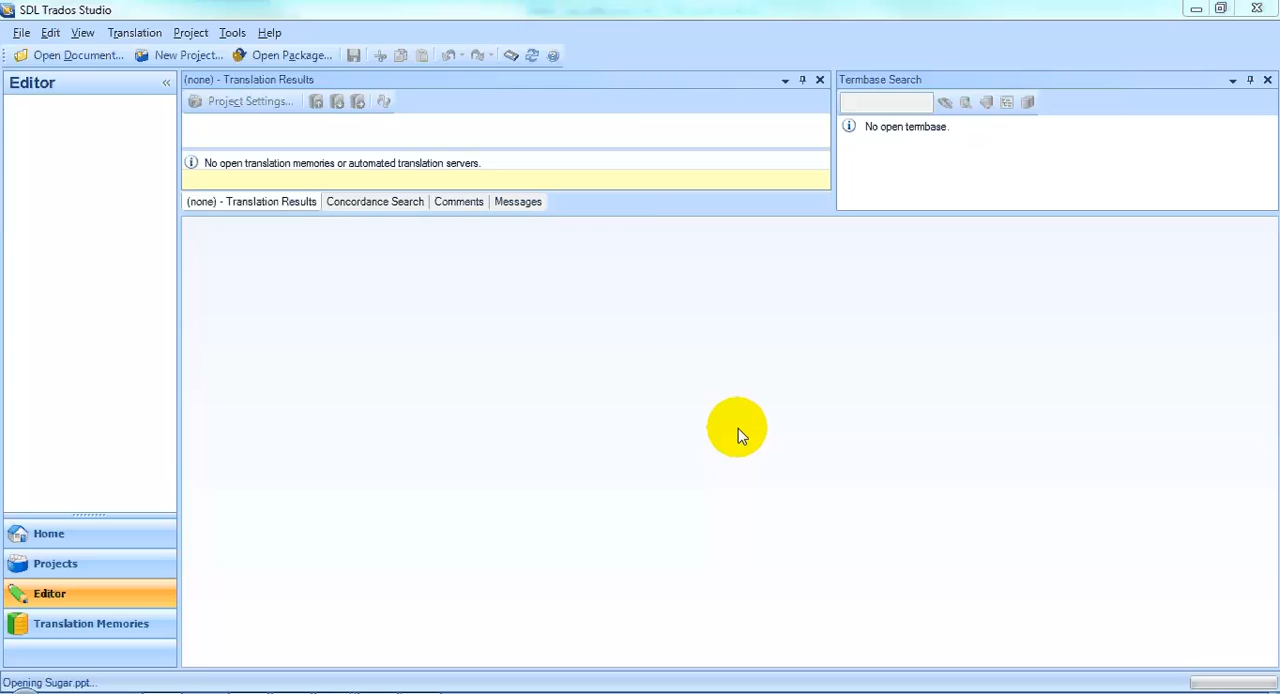 SDL Trados Studio
File Edit View Translation Project Tools Help
Open Document... New Project... Open Package...
Editor
(none) - Translation Results
Project Settings...
No open translation memories or automated translation servers.
(none) - Translation Results Concordance Search Comments Messages
Termbase Search
No open termbase.
Home
Projects
Editor
Translation Memories
Opening Sugar.ppt...